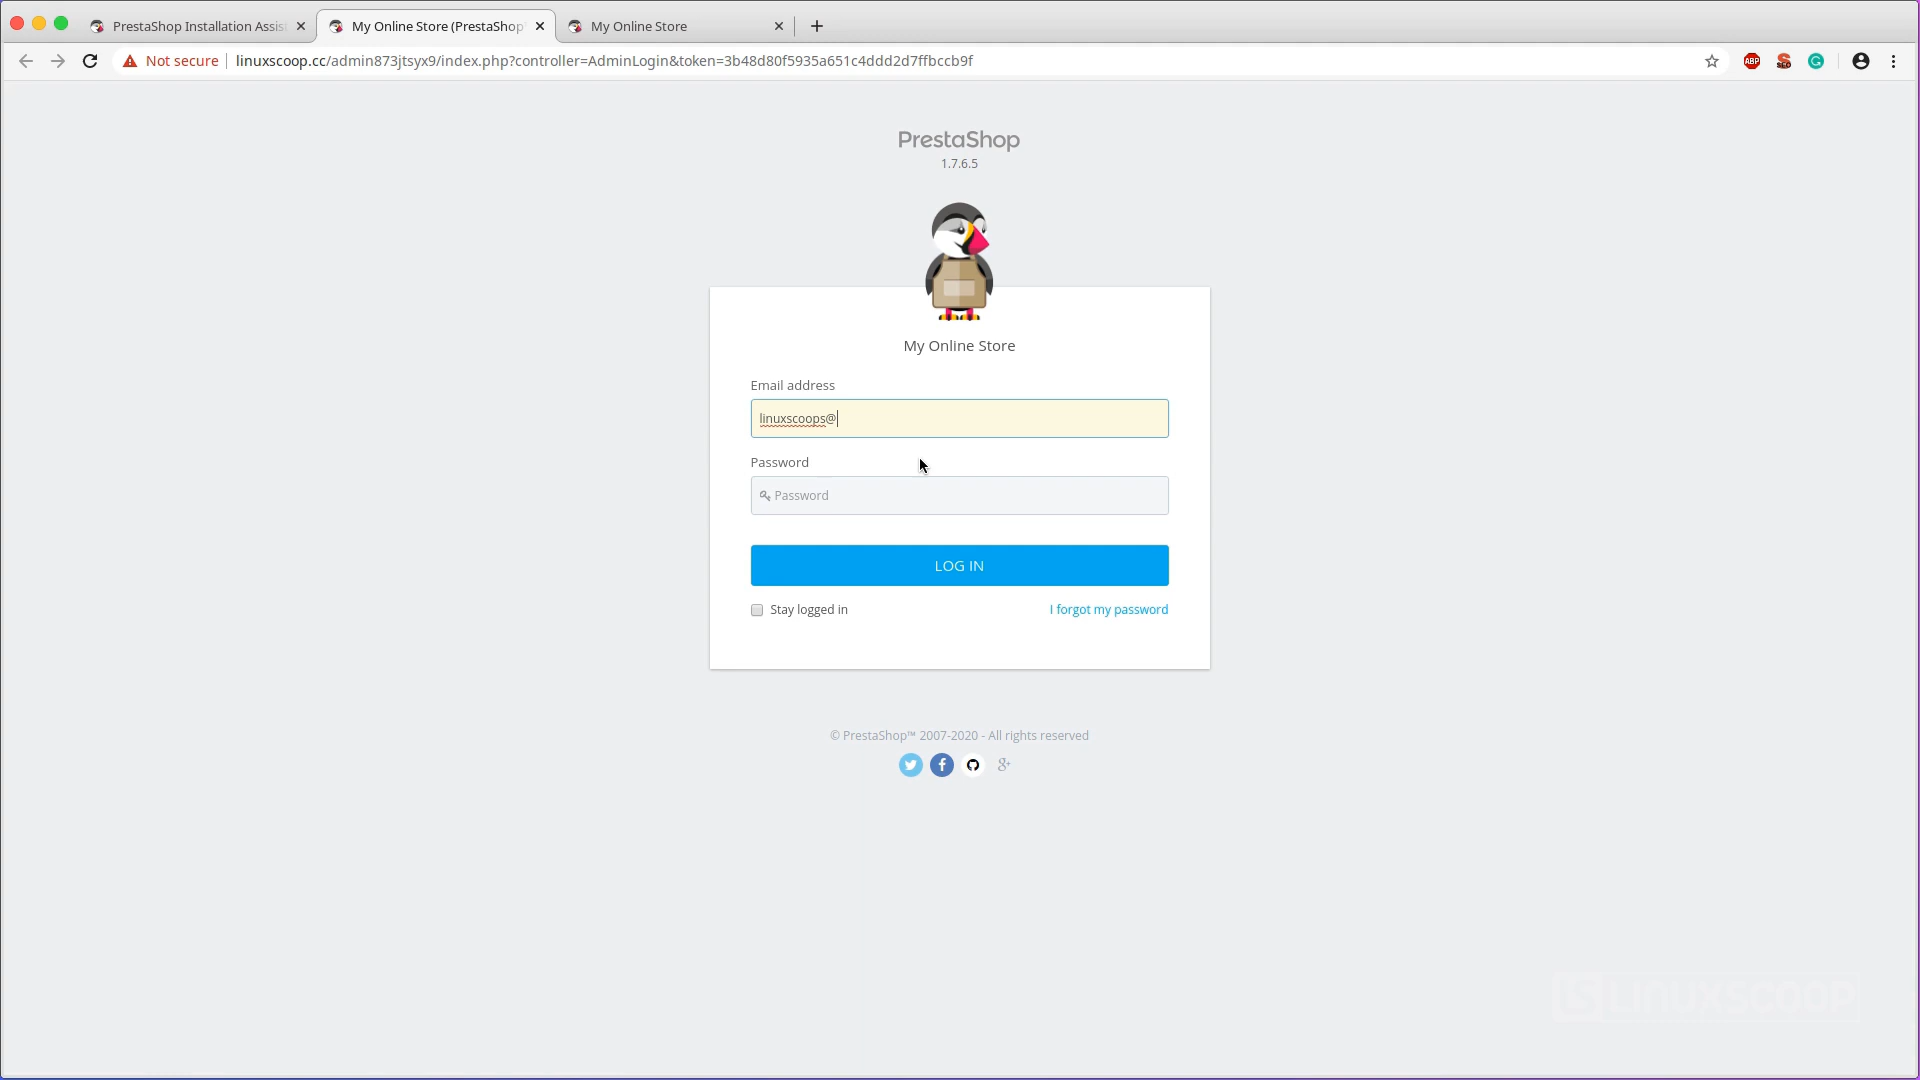 PrestaShop Installation Assis
My Online Store (PrestaShop
My Online Store
Not secure
linuxscoop.cc/admin873jtsyx9/index.php?controller=AdminLogin&token=3b48d80f5935a651c4ddd2d7ffbccb9f
ABP
PrestaShop
1.7.6.5
My Online Store
Email address
linuxscoops@
Password
Password
LOG IN
Stay logged in
I forgot my password
© PrestaShop™ 2007-2020 - All rights reserved
LINUXSCOOP